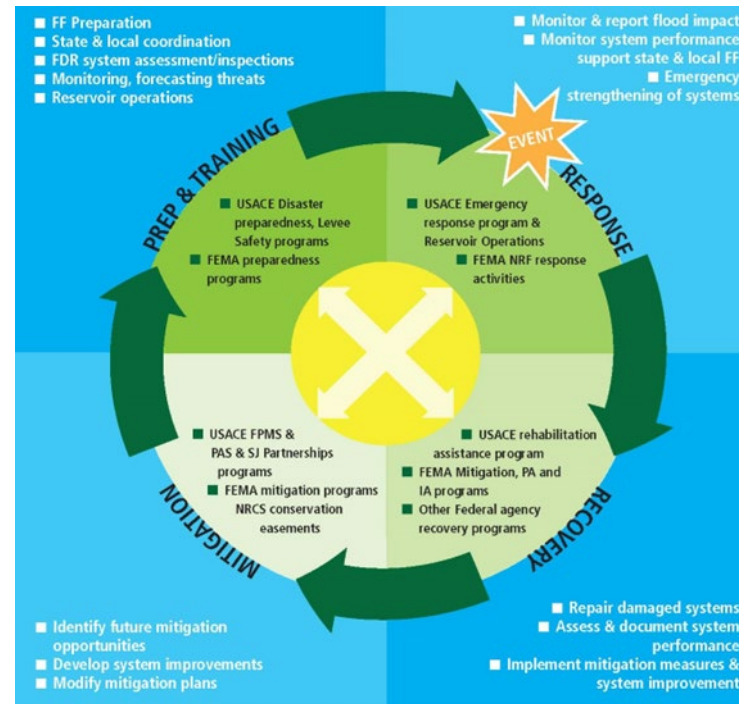 ■ FF Preparation
■ State & local coordination
■ FDR system assessment/inspections
■ Monitoring, forecasting threats
■ Reservoir operations
■ Monitor & report flood impact
■ Monitor system performance
support state & local FF
■ Emergency
strengthening of systems
EVENT
PREP & TRAINING
RESPONSE
■ USACE Disaster
preparedness, Levee
Safety programs
■ FEMA preparedness
programs
■ USACE Emergency
response program &
Reservoir Operations
■ FEMA NRF response
activities
■ USACE FPMS &
PAS & SJ Partnerships
programs
■ FEMA mitigation programs
NRCS conservation
easements
■ USACE rehabilitation
assistance program
■ FEMA Mitigation, PA and
IA programs
■ Other Federal agency
recovery programs
MITIGATION
RECOVERY
■ Identify future mitigation
opportunities
■ Develop system improvements
■ Modify mitigation plans
■ Repair damaged systems
■ Assess & document system
performance
■ Implement mitigation measures &
system improvement